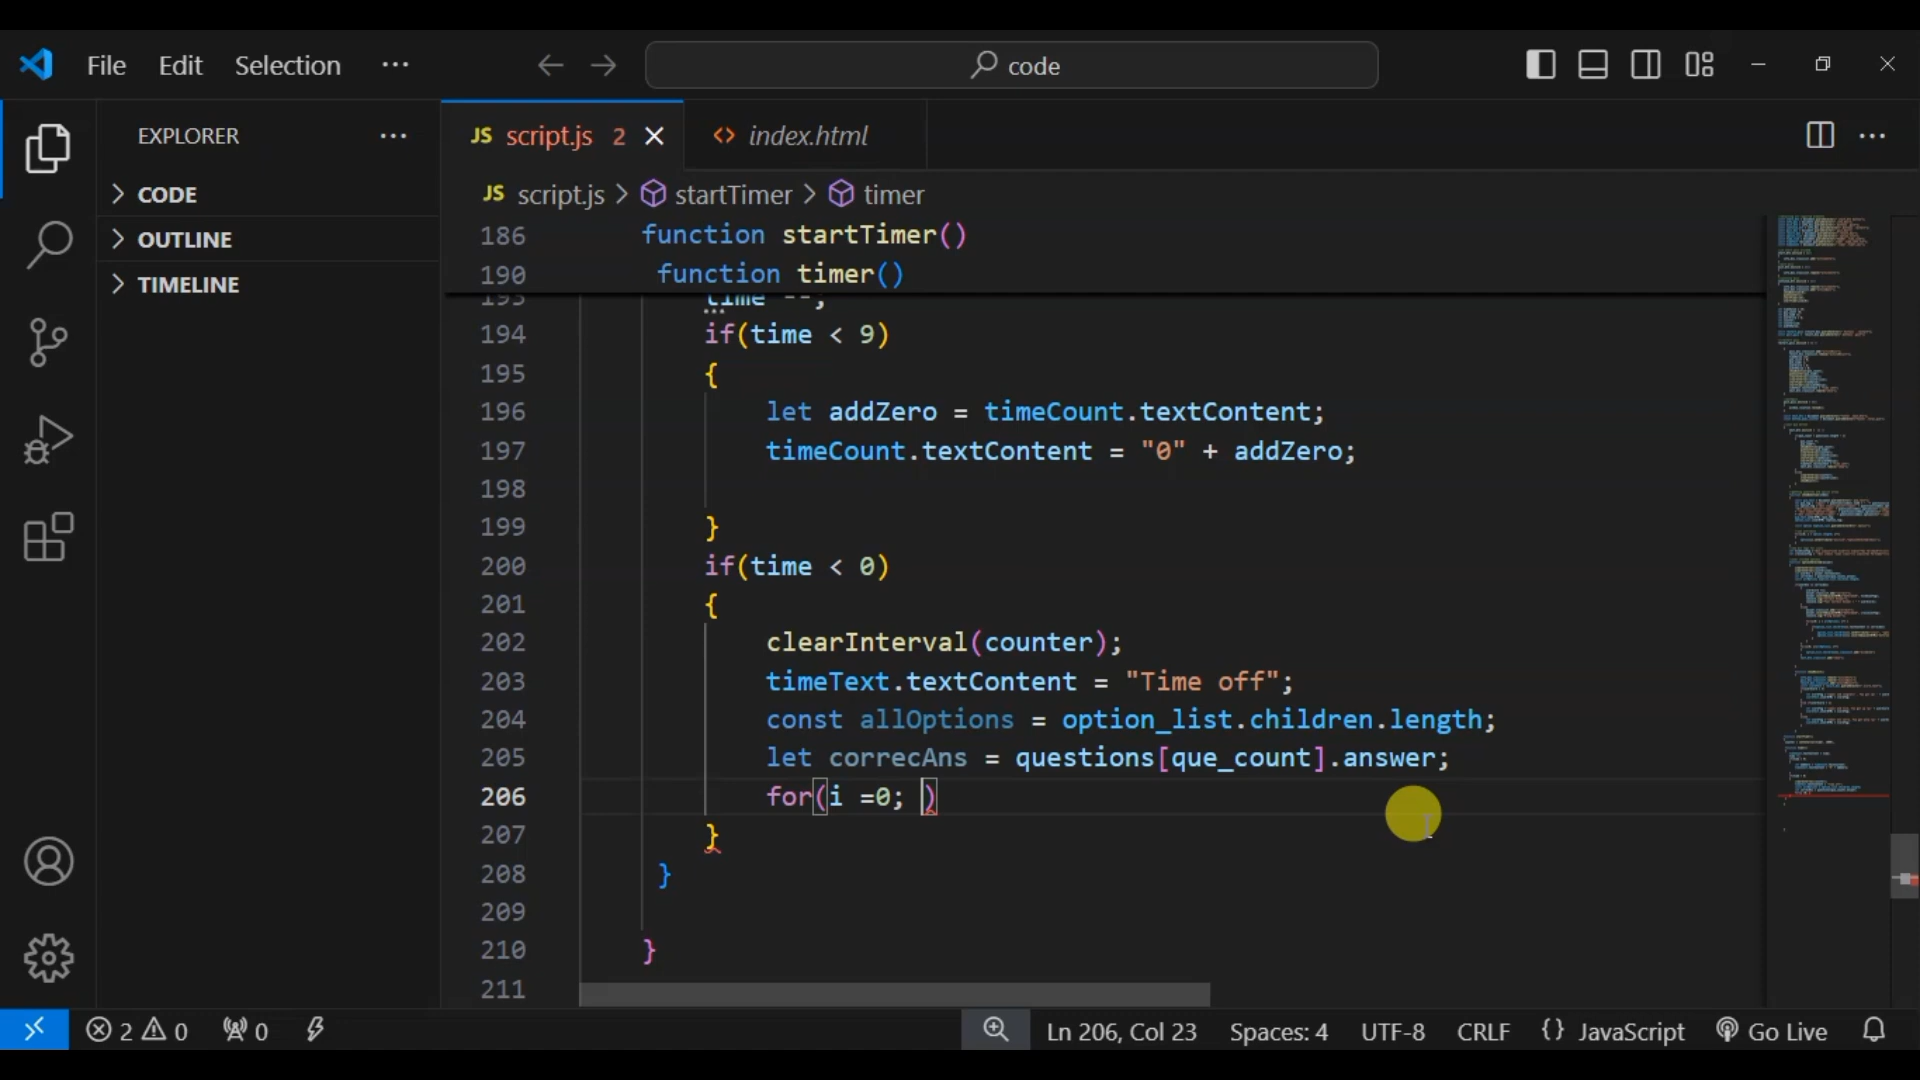 File Edit Selection ··· code
EXPLORER ···
CODE
OUTLINE
TIMELINE
JS script.js 2
index.html
JS script.js > startTimer > timer
186 function startTimer()
190 function timer()
193 time --;
194 if(time < 9)
195 {
196 let addZero = timeCount.textContent;
197 timeCount.textContent = "0" + addZero;
198
199 }
200 if(time < 0)
201 {
202 clearInterval(counter);
203 timeText.textContent = "Time off";
204 const allOptions = option_list.children.length;
205 let correcAns = questions[que_count].answer;
206 for(i =0; )
207 }
208 }
209
210 }
211
2 0 0 Ln 206, Col 23 Spaces: 4 UTF-8 CRLF {} JavaScript Go Live